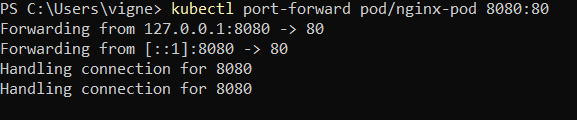 PS C:\Users\vigne> kubectl port-forward pod/nginx-pod 8080:80
Forwarding from 127.0.0.1:8080 -> 80
Forwarding from [::1]:8080 -> 80
Handling connection for 8080
Handling connection for 8080